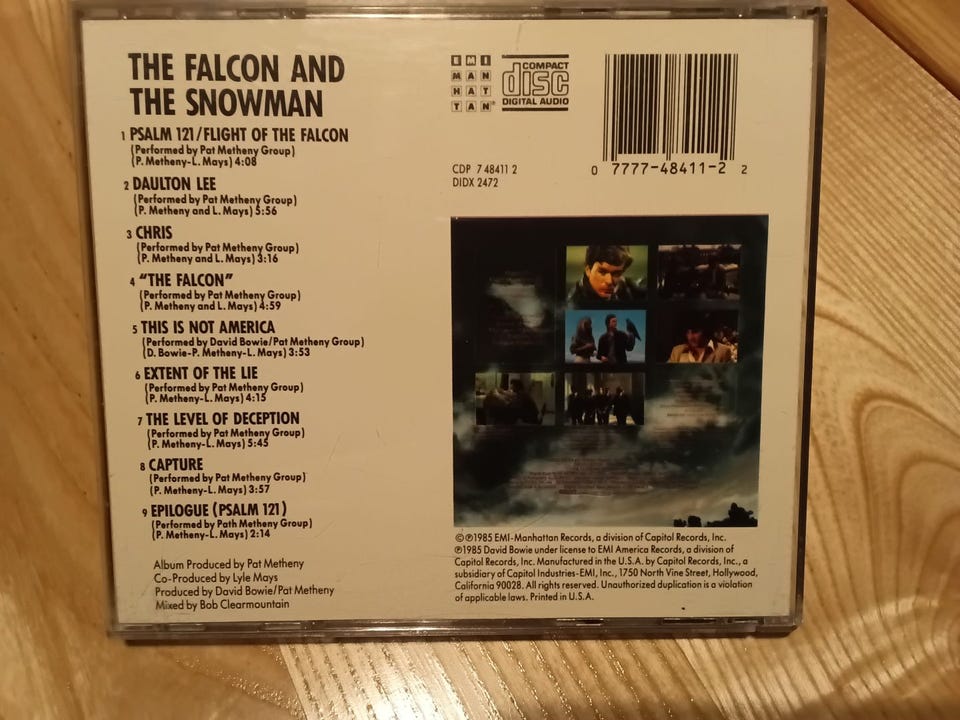 THE FALCON AND
THE SNOWMAN
1 PSALM 121/FLIGHT OF THE FALCON
(Performed by Pat Metheny Group)
(P. Metheny-L. Mays) 4:08
2 DAULTON LEE
(Performed by Pat Metheny Group)
(P. Metheny and L. Mays) 5:56
3 CHRIS
(Performed by Pat Metheny Group)
(P. Metheny and L. Mays) 3:16
4 "THE FALCON"
(Performed by Pat Metheny Group)
(P. Metheny and L. Mays) 4:59
5 THIS IS NOT AMERICA
(Performed by David Bowie/Pat Metheny Group)
(D. Bowie-P. Metheny-L. Mays) 3:53
6 EXTENT OF THE LIE
(Performed by Pat Metheny Group)
(P. Metheny-L. Mays) 4:15
7 THE LEVEL OF DECEPTION
(Performed by Pat Metheny Group)
(P. Metheny-L. Mays) 5:45
8 CAPTURE
(Performed by Pat Metheny Group)
(P. Metheny-L. Mays) 3:57
9 EPILOGUE (PSALM 121)
(Performed by Path Metheny Group)
(P. Metheny-L. Mays) 2:14
Album Produced by Pat Metheny
Co-Produced by Lyle Mays
Produced by David Bowie/Pat Metheny
Mixed by Bob Clearmountain
EMI
MAN
HAT
TAN®
COMPACT
disc
DIGITAL AUDIO
CDP 7 48411 2
DIDX 2472
0 7777-48411-2 2
©℗1985 EMI-Manhattan Records, a division of Capitol Records, Inc.
℗1985 David Bowie under license to EMI America Records, a division of
Capitol Records, Inc. Manufactured in the U.S.A. by Capitol Records, Inc., a
subsidiary of Capitol Industries-EMI, Inc., 1750 North Vine Street, Hollywood,
California 90028. All rights reserved. Unauthorized duplication is a violation
of applicable laws. Printed in U.S.A.